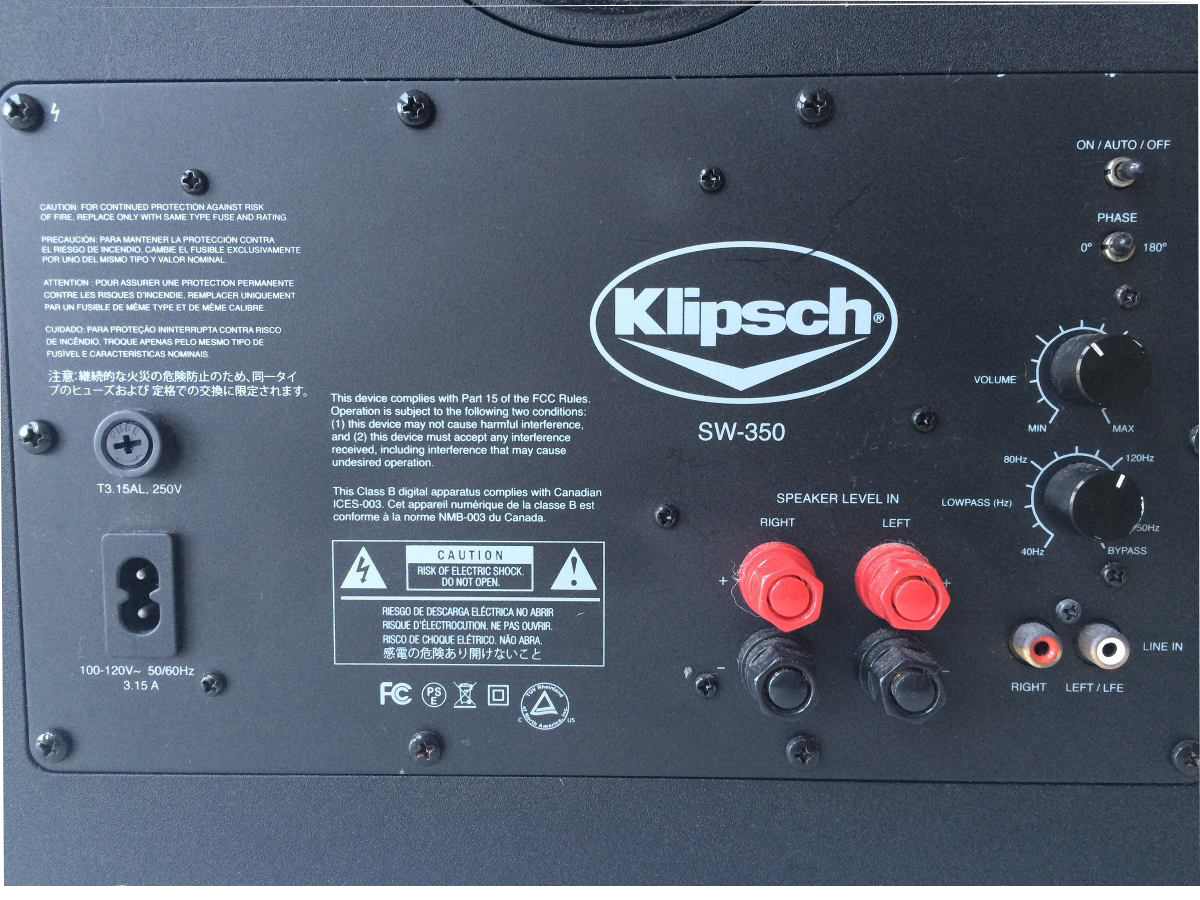 CAUTION: FOR CONTINUED PROTECTION AGAINST RISK
OF FIRE, REPLACE ONLY WITH SAME TYPE FUSE AND RATING.
PRECAUCIÓN: PARA MANTENER LA PROTECCIÓN CONTRA
EL RIESGO DE INCENDIO, CAMBIE EL FUSIBLE EXCLUSIVAMENTE
POR UNO DEL MISMO TIPO Y VALOR NOMINAL.
ATTENTION : POUR ASSURER UNE PROTECTION PERMANENTE
CONTRE LES RISQUES D'INCENDIE, REMPLACER UNIQUEMENT
PAR UN FUSIBLE DE MÊME TYPE ET DE MÊME CALIBRE.
CUIDADO: PARA PROTEÇÃO ININTERRUPTA CONTRA RISCO
DE INCÊNDIO, TROQUE APENAS PELO MESMO TIPO DE
FUSÍVEL E CARACTERÍSTICAS NOMINAIS.
注意:継続的な火災の危険防止のため、同一タイ
プのヒューズおよび 定格での交換に限定されます。
T3.15AL, 250V
100-120V~ 50/60Hz
3.15 A
This device complies with Part 15 of the FCC Rules.
Operation is subject to the following two conditions:
(1) this device may not cause harmful interference,
and (2) this device must accept any interference
received, including interference that may cause
undesired operation.
This Class B digital apparatus complies with Canadian
ICES-003. Cet appareil numérique de la classe B est
conforme à la norme NMB-003 du Canada.
CAUTION
RISK OF ELECTRIC SHOCK.
DO NOT OPEN.
RIESGO DE DESCARGA ELÉCTRICA NO ABRIR
RISQUE D'ÉLECTROCUTION. NE PAS OUVRIR.
RISCO DE CHOQUE ELÉTRICO. NÃO ABRA.
感電の危険あり開けないこと
FC
PS
E
TÜV Rheinland
of North America, Inc.
C US
Klipsch®
SW-350
SPEAKER LEVEL IN
RIGHT LEFT
+ +
− −
ON / AUTO / OFF
PHASE
0° 180°
VOLUME
MIN MAX
80Hz 120Hz
LOWPASS (Hz)
50Hz
40Hz BYPASS
LINE IN
RIGHT LEFT / LFE